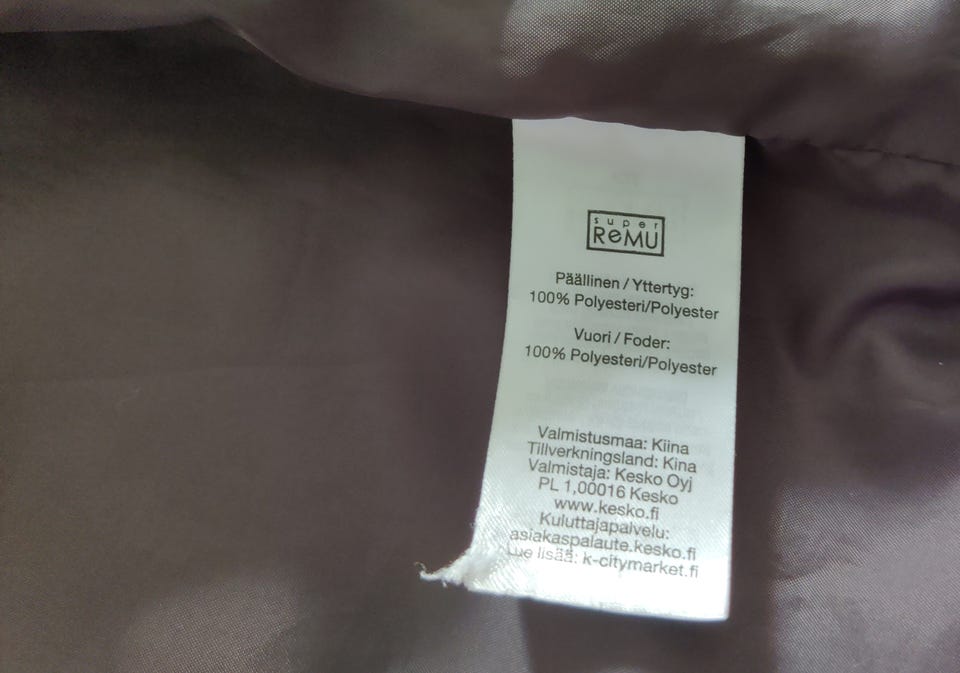 super
ReMU
Päällinen / Yttertyg:
100% Polyesteri/Polyester
Vuori / Foder:
100% Polyesteri/Polyester
Valmistusmaa: Kiina
Tillverkningsland: Kina
Valmistaja: Kesko Oyj
PL 1,00016 Kesko
www.kesko.fi
Kuluttajapalvelu:
asiakaspalaute.kesko.fi
Lue lisää: k-citymarket.fi